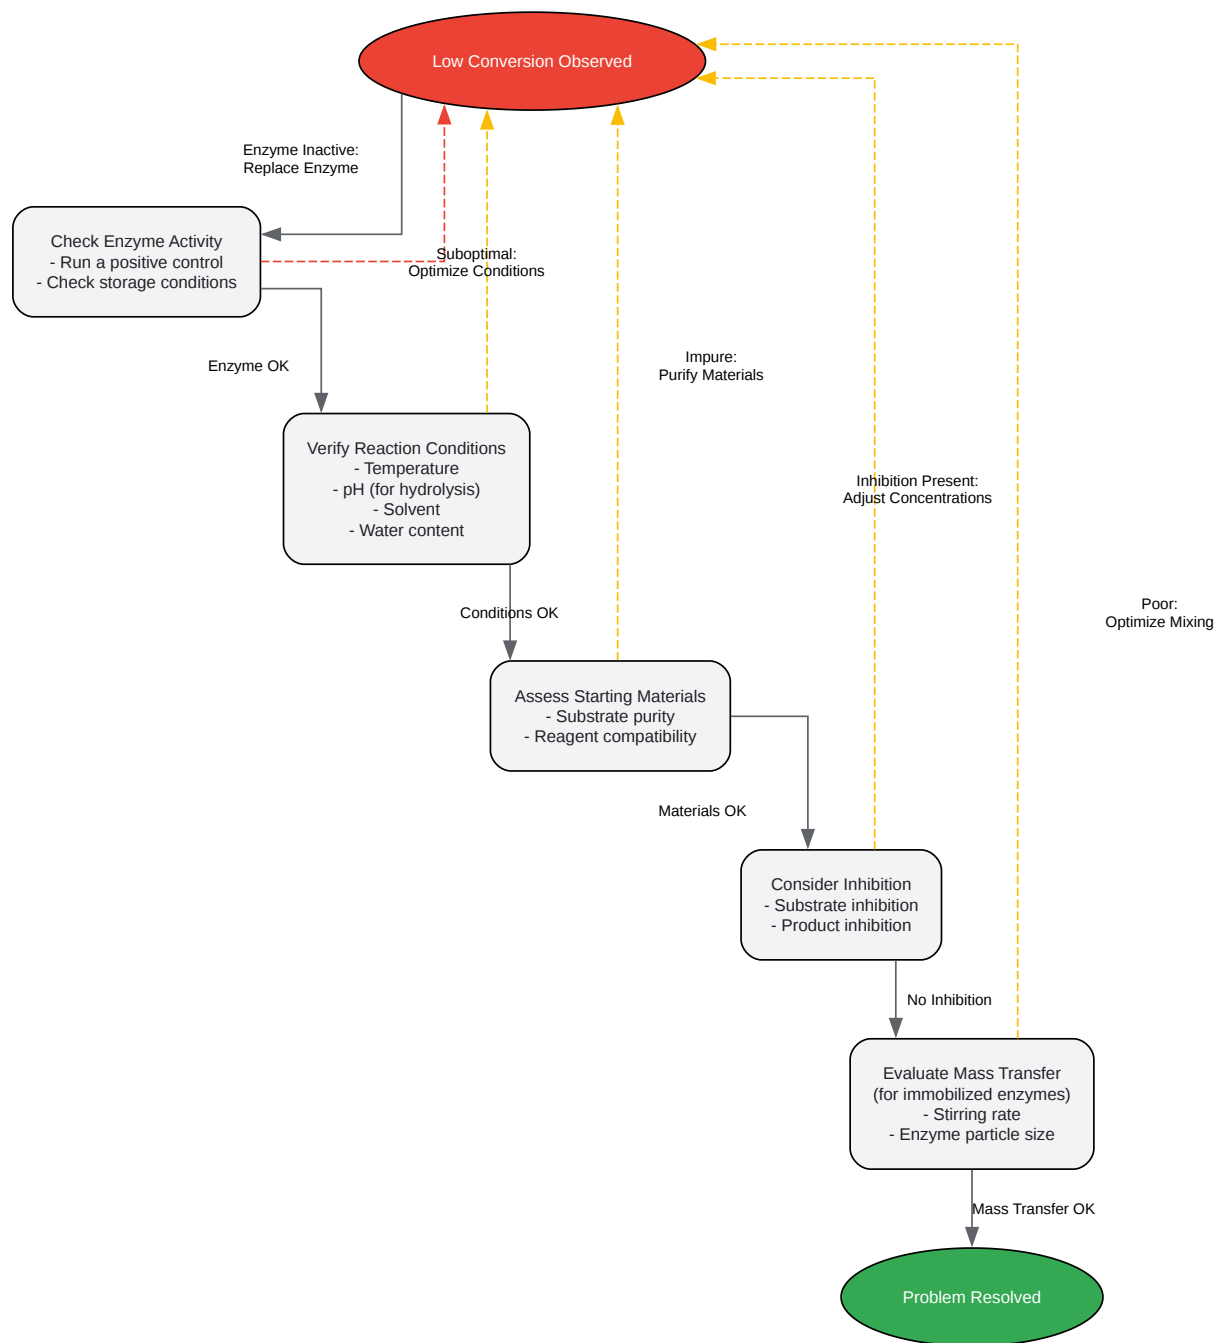 Low Conversion Observed
Enzyme Inactive:
Replace Enzyme
Check Enzyme Activity
- Run a positive control
- Check storage conditions
Suboptimal:
Optimize Conditions
Enzyme OK
Impure:
Purify Materials
Verify Reaction Conditions
- Temperature
- pH (for hydrolysis)
- Solvent
- Water content
Inhibition Present:
Adjust Concentrations
Conditions OK
Poor:
Optimize Mixing
Assess Starting Materials
- Substrate purity
- Reagent compatibility
Materials OK
Consider Inhibition
- Substrate inhibition
- Product inhibition
No Inhibition
Evaluate Mass Transfer
(for immobilized enzymes)
- Stirring rate
- Enzyme particle size
Mass Transfer OK
Problem Resolved